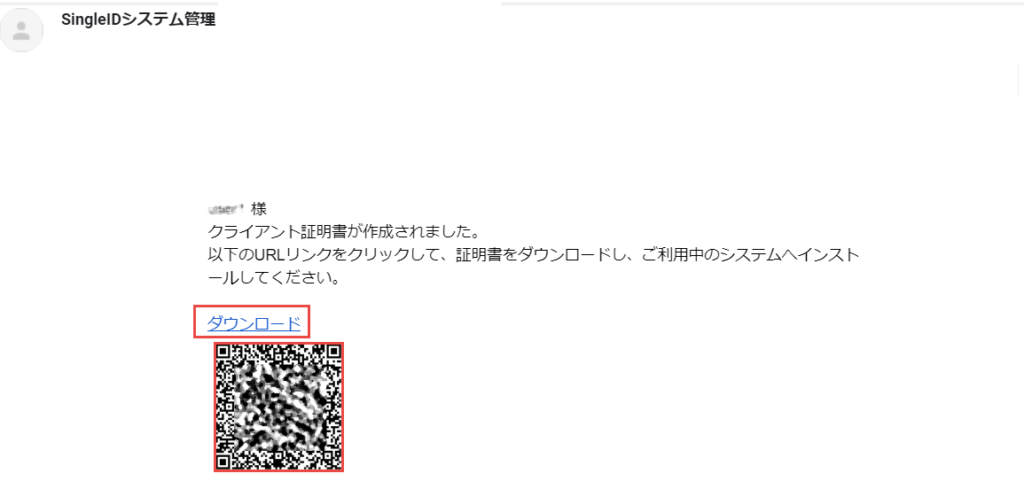 SingleIDシステム管理
様
クライアント証明書が作成されました。
以下のURLリンクをクリックして、証明書をダウンロードし、ご利用中のシステムへインスト
ールしてください。
ダウンロード